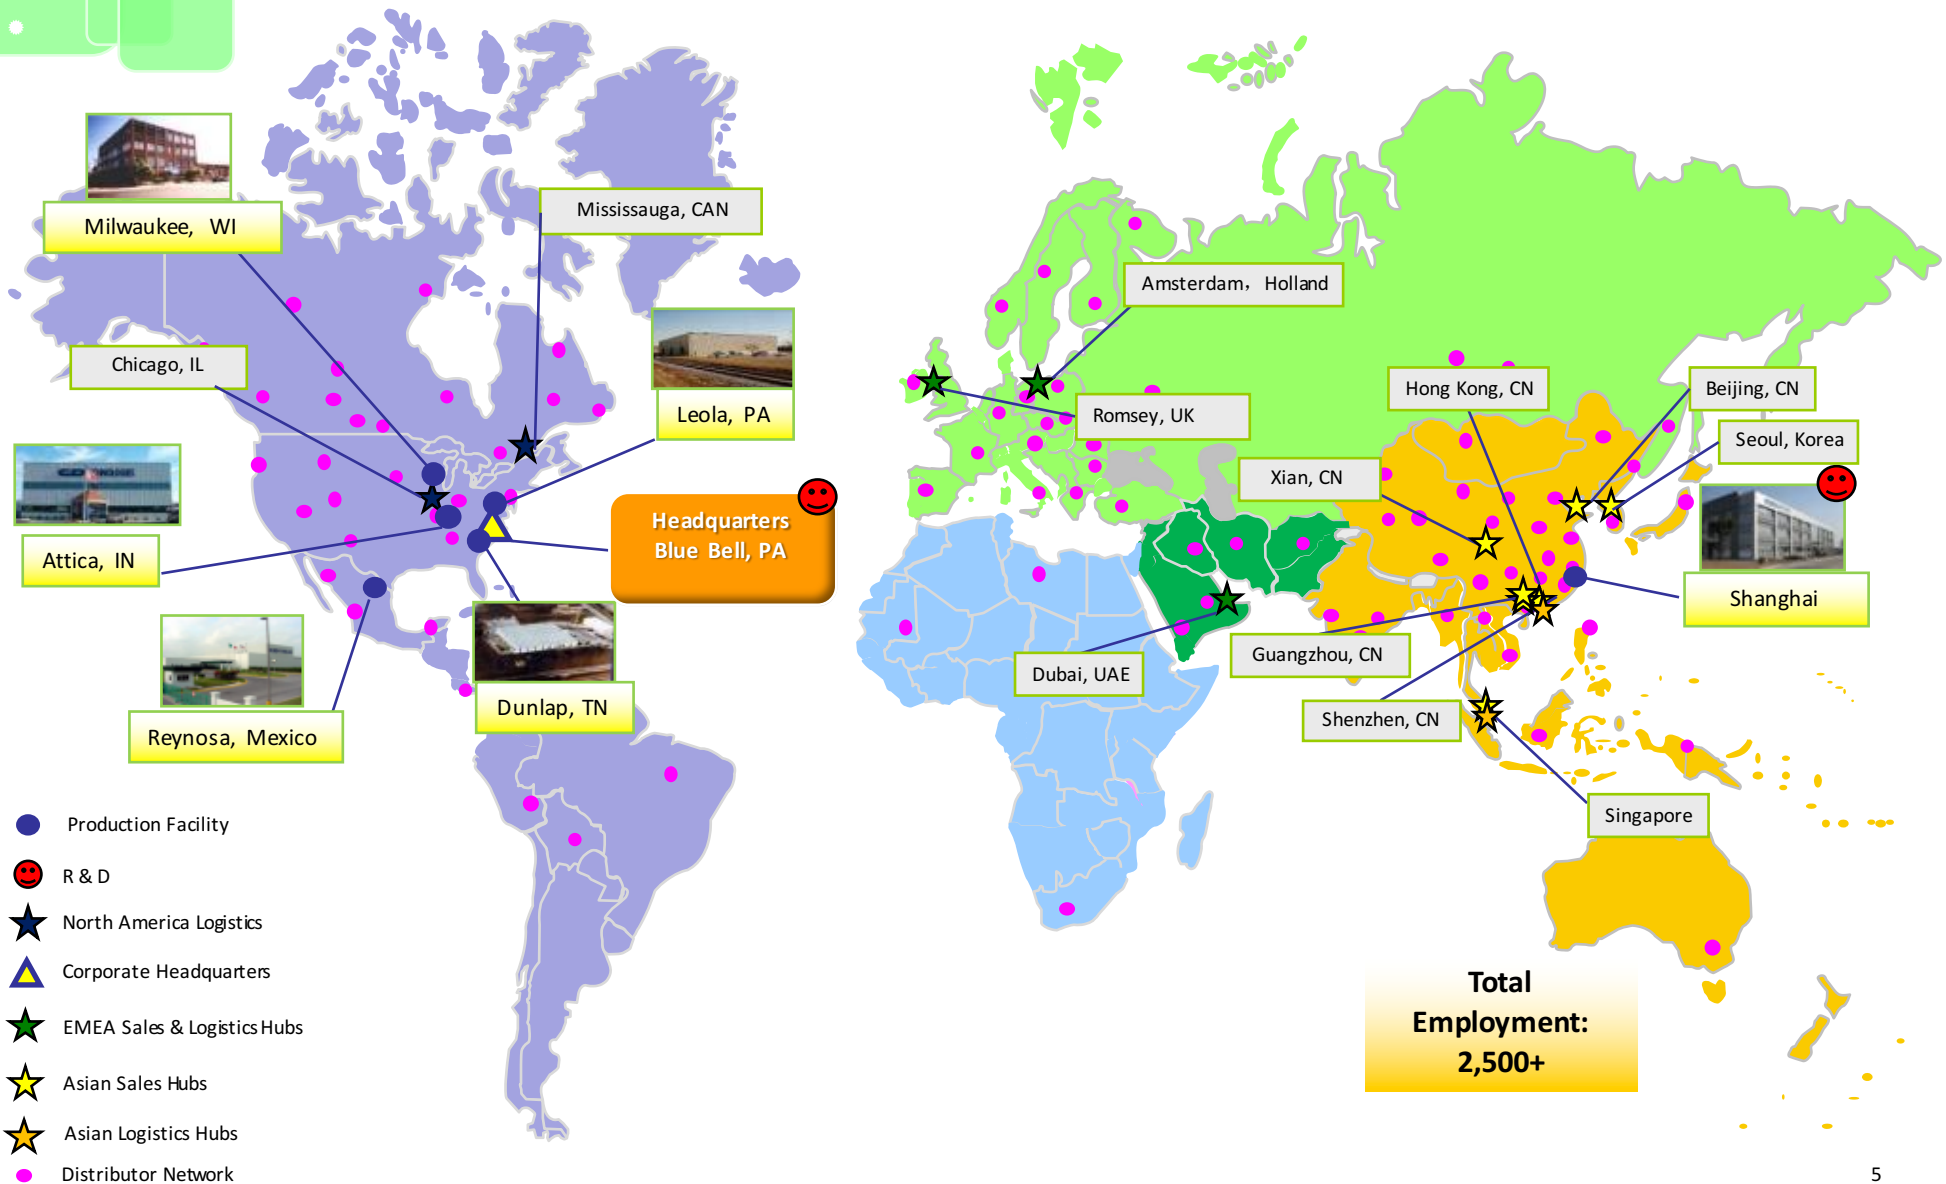 Milwaukee, WI
Mississauga, CAN
Amsterdam, Holland
Chicago, IL
Leola, PA
Romsey, UK
Hong Kong, CN
Beijing, CN
Seoul, Korea
Xian, CN
Attica, IN
Headquarters
Blue Bell, PA
Shanghai
Guangzhou, CN
Dubai, UAE
Dunlap, TN
Shenzhen, CN
Reynosa, Mexico
Singapore
Production Facility
R & D
North America Logistics
Corporate Headquarters
EMEA Sales & Logistics Hubs
Asian Sales Hubs
Asian Logistics Hubs
Distributor Network
Total
Employment:
2,500+
5